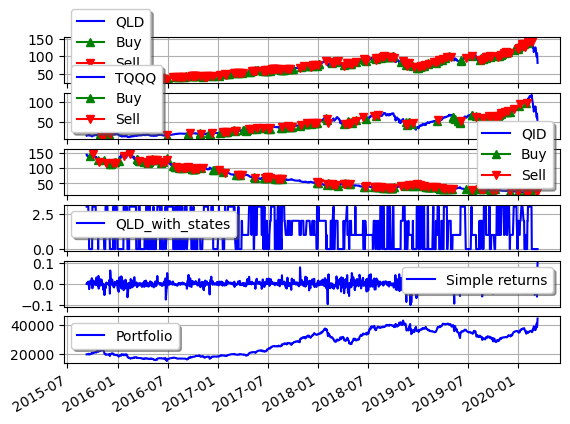 QLD
Buy
Sell
150
100
50
TQQQ
Buy
Sell
100
50
QID
Buy
Sell
150
100
50
QLD_with_states
2.5
0.0
Simple returns
0.1
0.0
−0.1
Portfolio
40000
20000
2015-07
2016-01
2016-07
2017-01
2017-07
2018-01
2018-07
2019-01
2019-07
2020-01